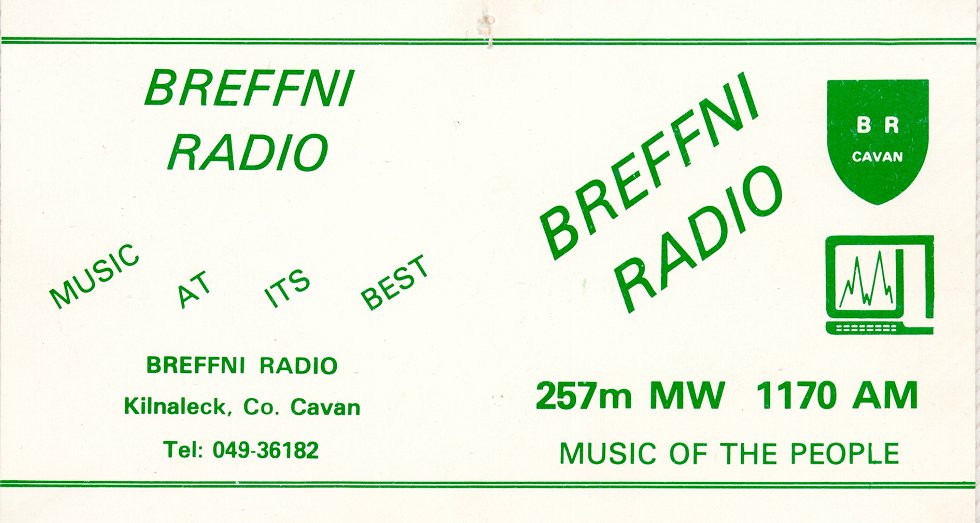 BREFFNI
RADIO
MUSIC AT ITS BEST
BREFFNI RADIO
Kilnaleck, Co. Cavan
Tel: 049-36182
BREFFNI
RADIO
B R
CAVAN
257m MW 1170 AM
MUSIC OF THE PEOPLE